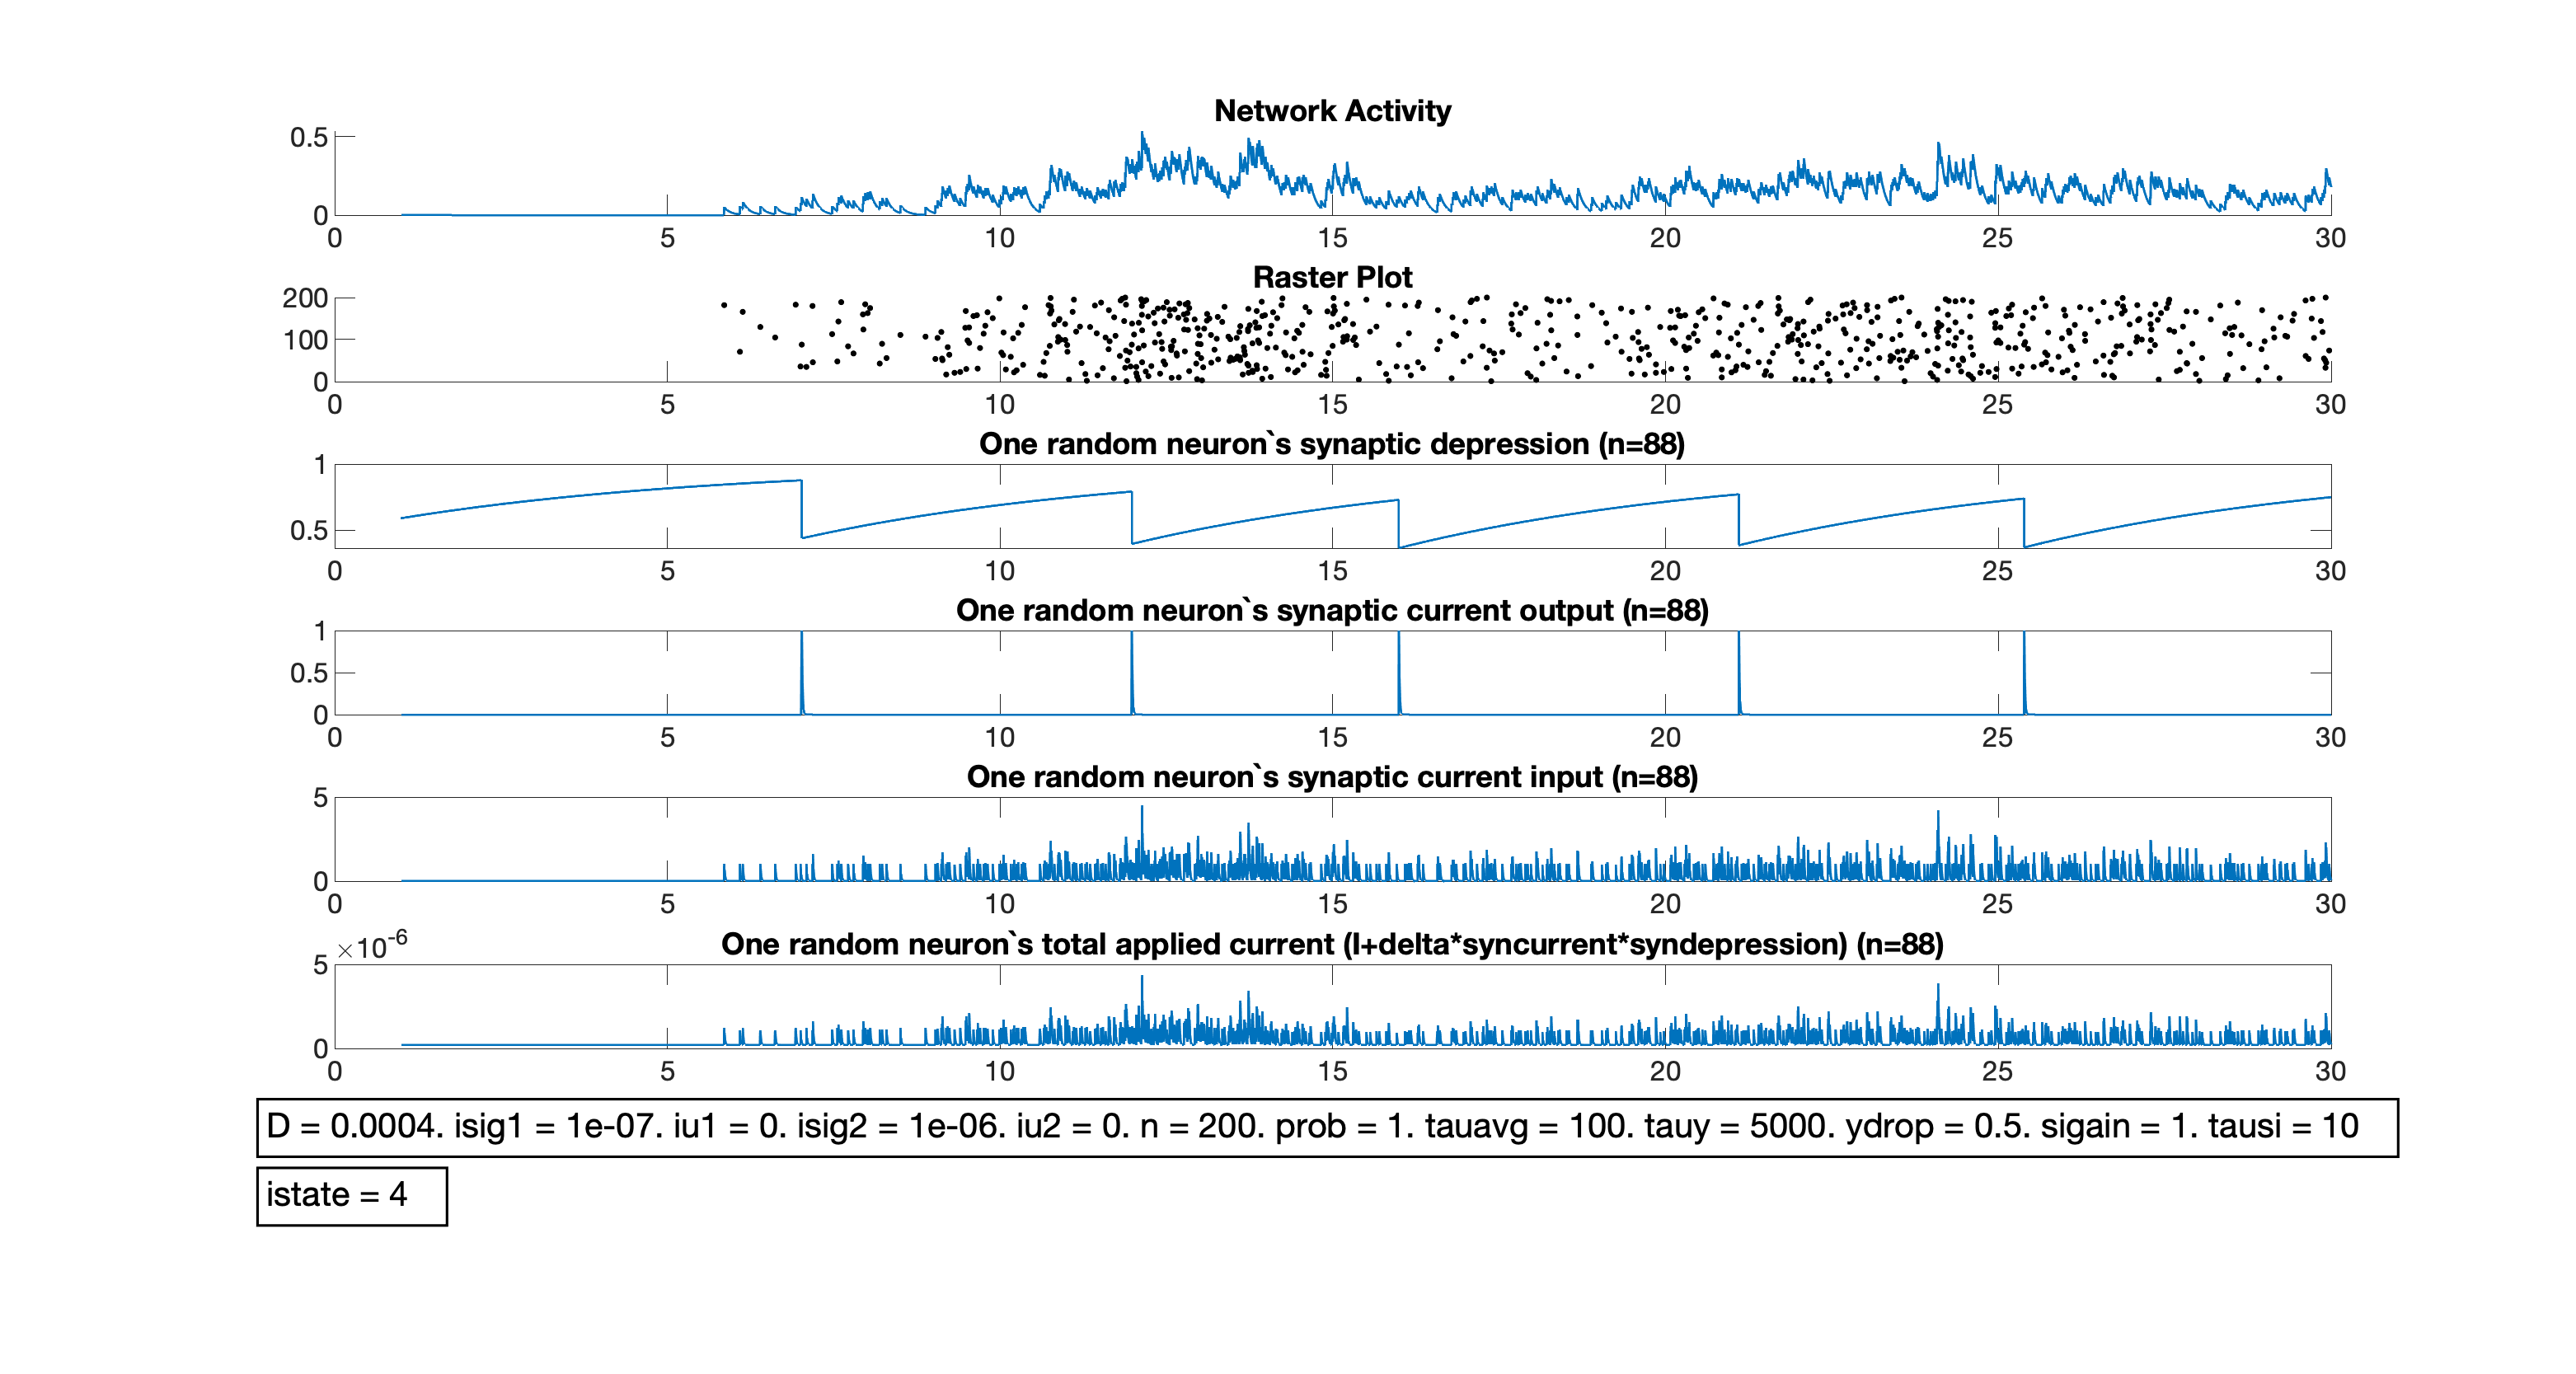 Network Activity
0.5
0
0 5 10 15 20 25 30
Raster Plot
200
100
0
0 5 10 15 20 25 30
One random neuron`s synaptic depression (n=88)
1
0.5
0 5 10 15 20 25 30
One random neuron`s synaptic current output (n=88)
1
0.5
0
0 5 10 15 20 25 30
One random neuron`s synaptic current input (n=88)
5
0
0 5 10 15 20 25 30
One random neuron`s total applied current (I+delta*syncurrent*syndepression) (n=88)
×10-6
5
0
0 5 10 15 20 25 30
D = 0.0004. isig1 = 1e-07. iu1 = 0. isig2 = 1e-06. iu2 = 0. n = 200. prob = 1. tauavg = 100. tauy = 5000. ydrop = 0.5. sigain = 1. tausi = 10
istate = 4